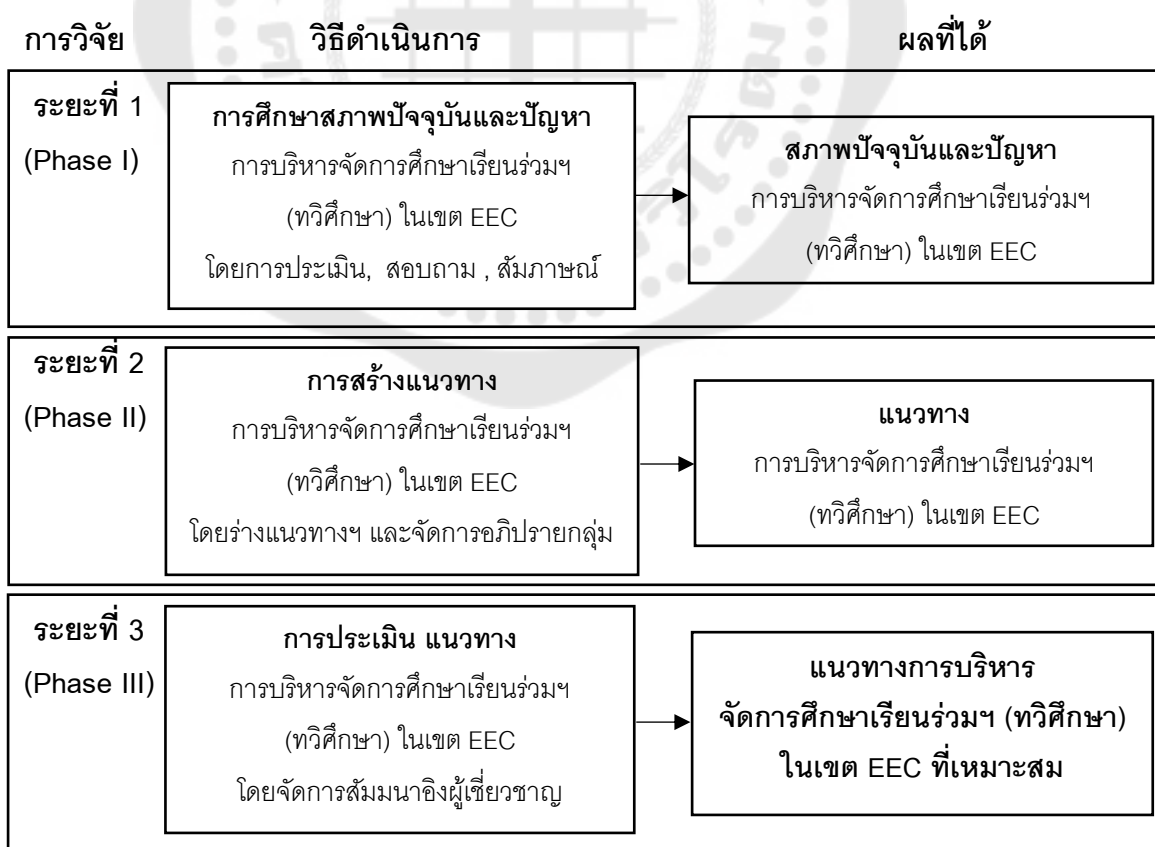 การวิจัย วิธีดำเนินการ ผลที่ได้
ระยะที่ 1
(Phase I)
การศึกษาสภาพปัจจุบันและปัญหา
การบริหารจัดการศึกษาเรียนร่วมฯ
(ทวิศึกษา) ในเขต EEC
โดยการประเมิน, สอบถาม , สัมภาษณ์
สภาพปัจจุบันและปัญหา
การบริหารจัดการศึกษาเรียนร่วมฯ
(ทวิศึกษา) ในเขต EEC
ระยะที่ 2
(Phase II)
การสร้างแนวทาง
การบริหารจัดการศึกษาเรียนร่วมฯ
(ทวิศึกษา) ในเขต EEC
โดยร่างแนวทางฯ และจัดการอภิปรายกลุ่ม
แนวทาง
การบริหารจัดการศึกษาเรียนร่วมฯ
(ทวิศึกษา) ในเขต EEC
ระยะที่ 3
(Phase III)
การประเมิน แนวทาง
การบริหารจัดการศึกษาเรียนร่วมฯ
(ทวิศึกษา) ในเขต EEC
โดยจัดการสัมมนาอิงผู้เชี่ยวชาญ
แนวทางการบริหาร
จัดการศึกษาเรียนร่วมฯ (ทวิศึกษา)
ในเขต EEC ที่เหมาะสม